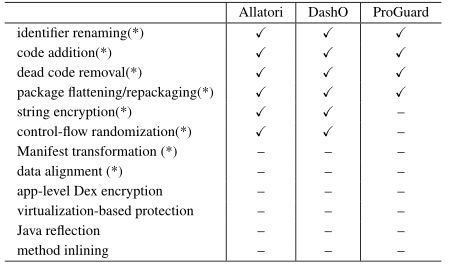 Allatori DashO ProGuard
identifier renaming(*) ✓ ✓ ✓
code addition(*) ✓ ✓ ✓
dead code removal(*) ✓ ✓ ✓
package flattening/repackaging(*) ✓ ✓ ✓
string encryption(*) ✓ ✓ –
control-flow randomization(*) ✓ ✓ –
Manifest transformation (*) – – –
data alignment (*) – – –
app-level Dex encryption – – –
virtualization-based protection – – –
Java reflection – – –
method inlining – – –